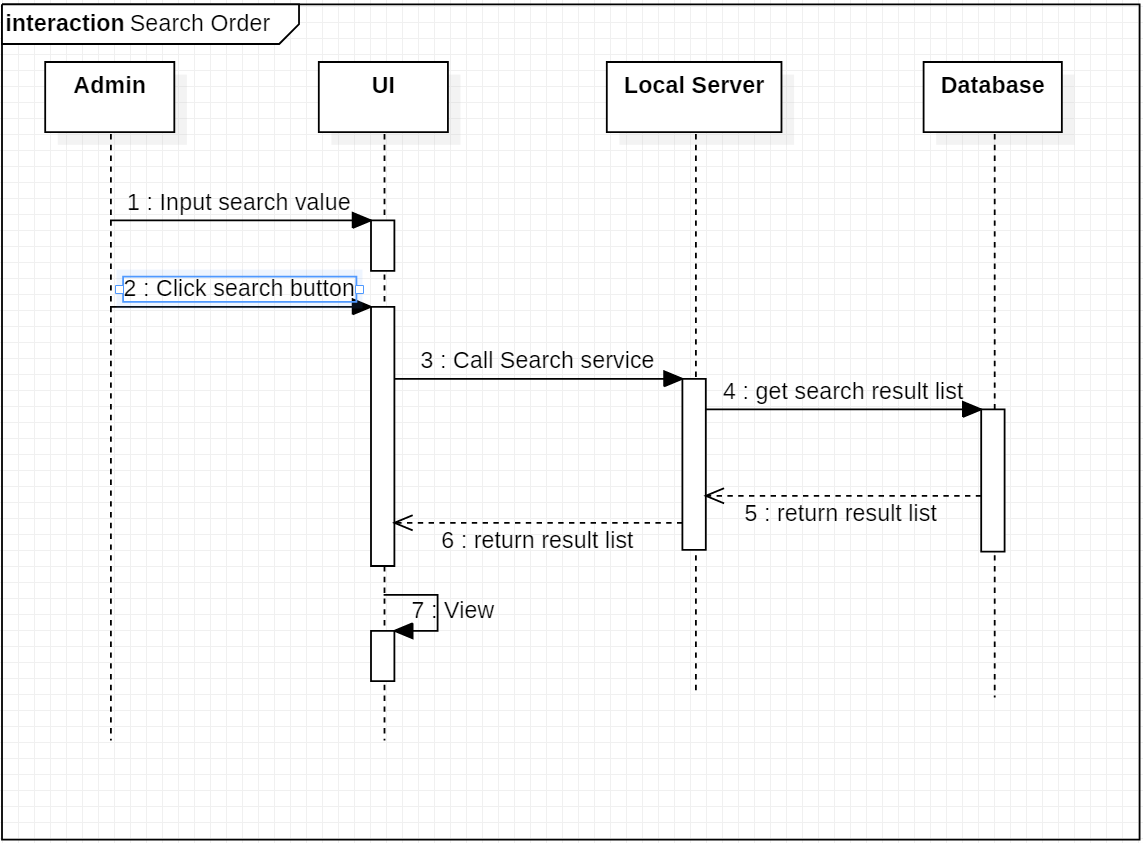 interaction Search Order
Admin
UI
Local Server
Database
1 : Input search value
2 : Click search button
3 : Call Search service
4 : get search result list
5 : return result list
6 : return result list
7 : View